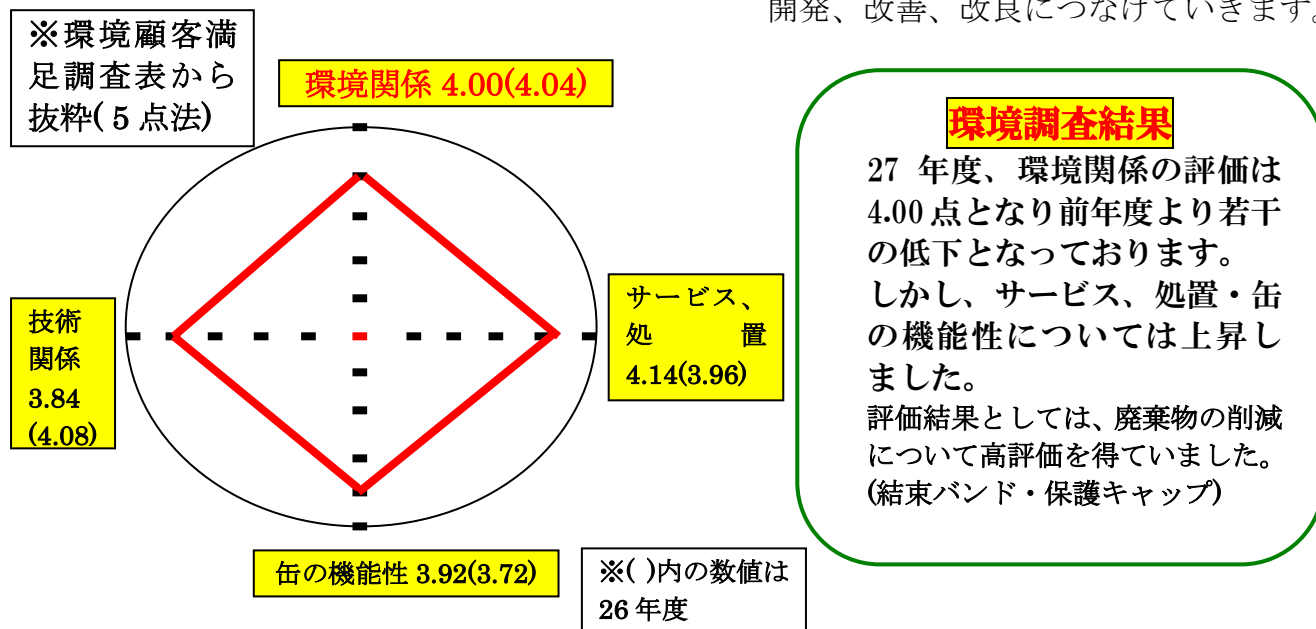 開発、改善、改良につなげていきます。
※環境顧客満
足調査表から
抜粋(５点法)
環境関係 4.00(4.04)
技術
関係
3.84
(4.08)
サービス、
処　置
4.14(3.96)
缶の機能性 3.92(3.72)
※( )内の数値は
26 年度
環境調査結果
27 年度、環境関係の評価は
4.00 点となり前年度より若干
の低下となっております。
しかし、サービス、処置・缶
の機能性については上昇し
ました。
評価結果としては、廃棄物の削減
について高評価を得ていました。
(結束バンド・保護キャップ)